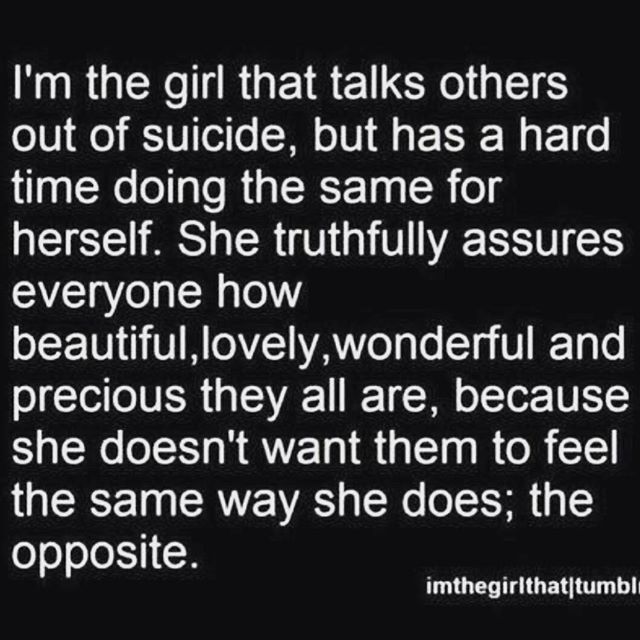 I'm the girl that talks others
out of suicide, but has a hard
time doing the same for
herself. She truthfully assures
everyone how
beautiful,lovely,wonderful and
precious they all are, because
she doesn't want them to feel
the same way she does; the
opposite.
imthegirlthat|tumblr